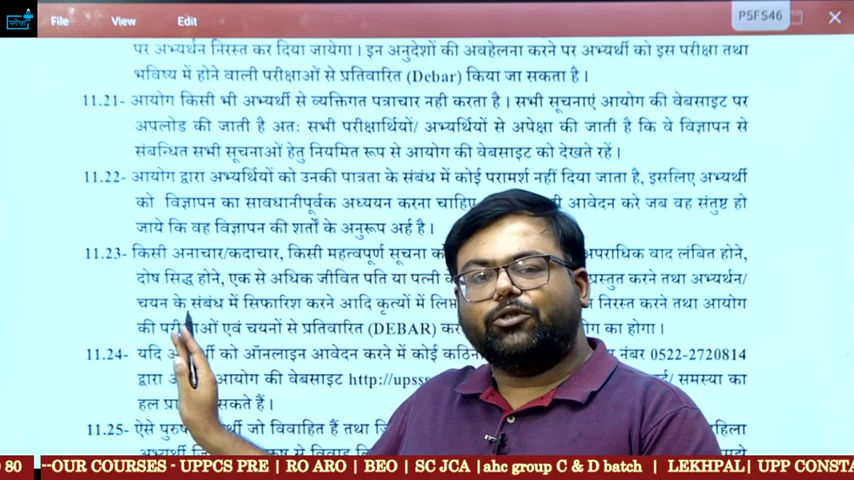 परीक्षा
File View Edit
P5FS46
पर अभ्यर्थन निरस्त कर दिया जायेगा। इन अनुदेशों की अवहेलना करने पर अभ्यर्थी को इस परीक्षा तथा
भविष्य में होने वाली परीक्षाओं से प्रतिवारित (Debar) किया जा सकता है।
11.21- आयोग किसी भी अभ्यर्थी से व्यक्तिगत पत्राचार नही करता है। सभी सूचनाएं आयोग की वेबसाइट पर
अपलोड की जाती है अतः सभी परीक्षार्थियों/ अभ्यर्थियों से अपेक्षा की जाती है कि वे विज्ञापन से
संबन्धित सभी सूचनाओं हेतु नियमित रूप से आयोग की वेबसाइट को देखते रहें।
11.22- आयोग द्वारा अभ्यर्थियों को उनकी पात्रता के संबंध में कोई परामर्श नहीं दिया जाता है, इसलिए अभ्यर्थी
को विज्ञापन का सावधानीपूर्वक अध्ययन करना चाहिए आवेदन करे जब वह संतुष्ट हो
जाये कि वह विज्ञापन की शर्तों के अनुरूप अर्ह है।
11.23- किसी अनाचार/कदाचार, किसी महत्वपूर्ण सूचना अपराधिक वाद लंबित होने,
दोष सिद्ध होने, एक से अधिक जीवित पति या पत्नी करने तथा अभ्यर्थन/
चयन के संबंध में सिफारिश करने आदि कृत्यों में निरस्त करने तथा आयोग
की एवं चयनों से प्रतिवारित (DEBAR) का होगा।
11.24- यदि को ऑनलाइन आवेदन करने में कोई नंबर 0522-2720814
द्वारा आयोग की वेबसाइट समस्या का
हल सकते हैं।
11.25- ऐसे पुरुष जो विवाहित हैं तथा
80 --OUR COURSES - UPPCS PRE | RO ARO | BEO | SC JCA |ahc group C & D batch | LEKHPAL| UPP CONSTA